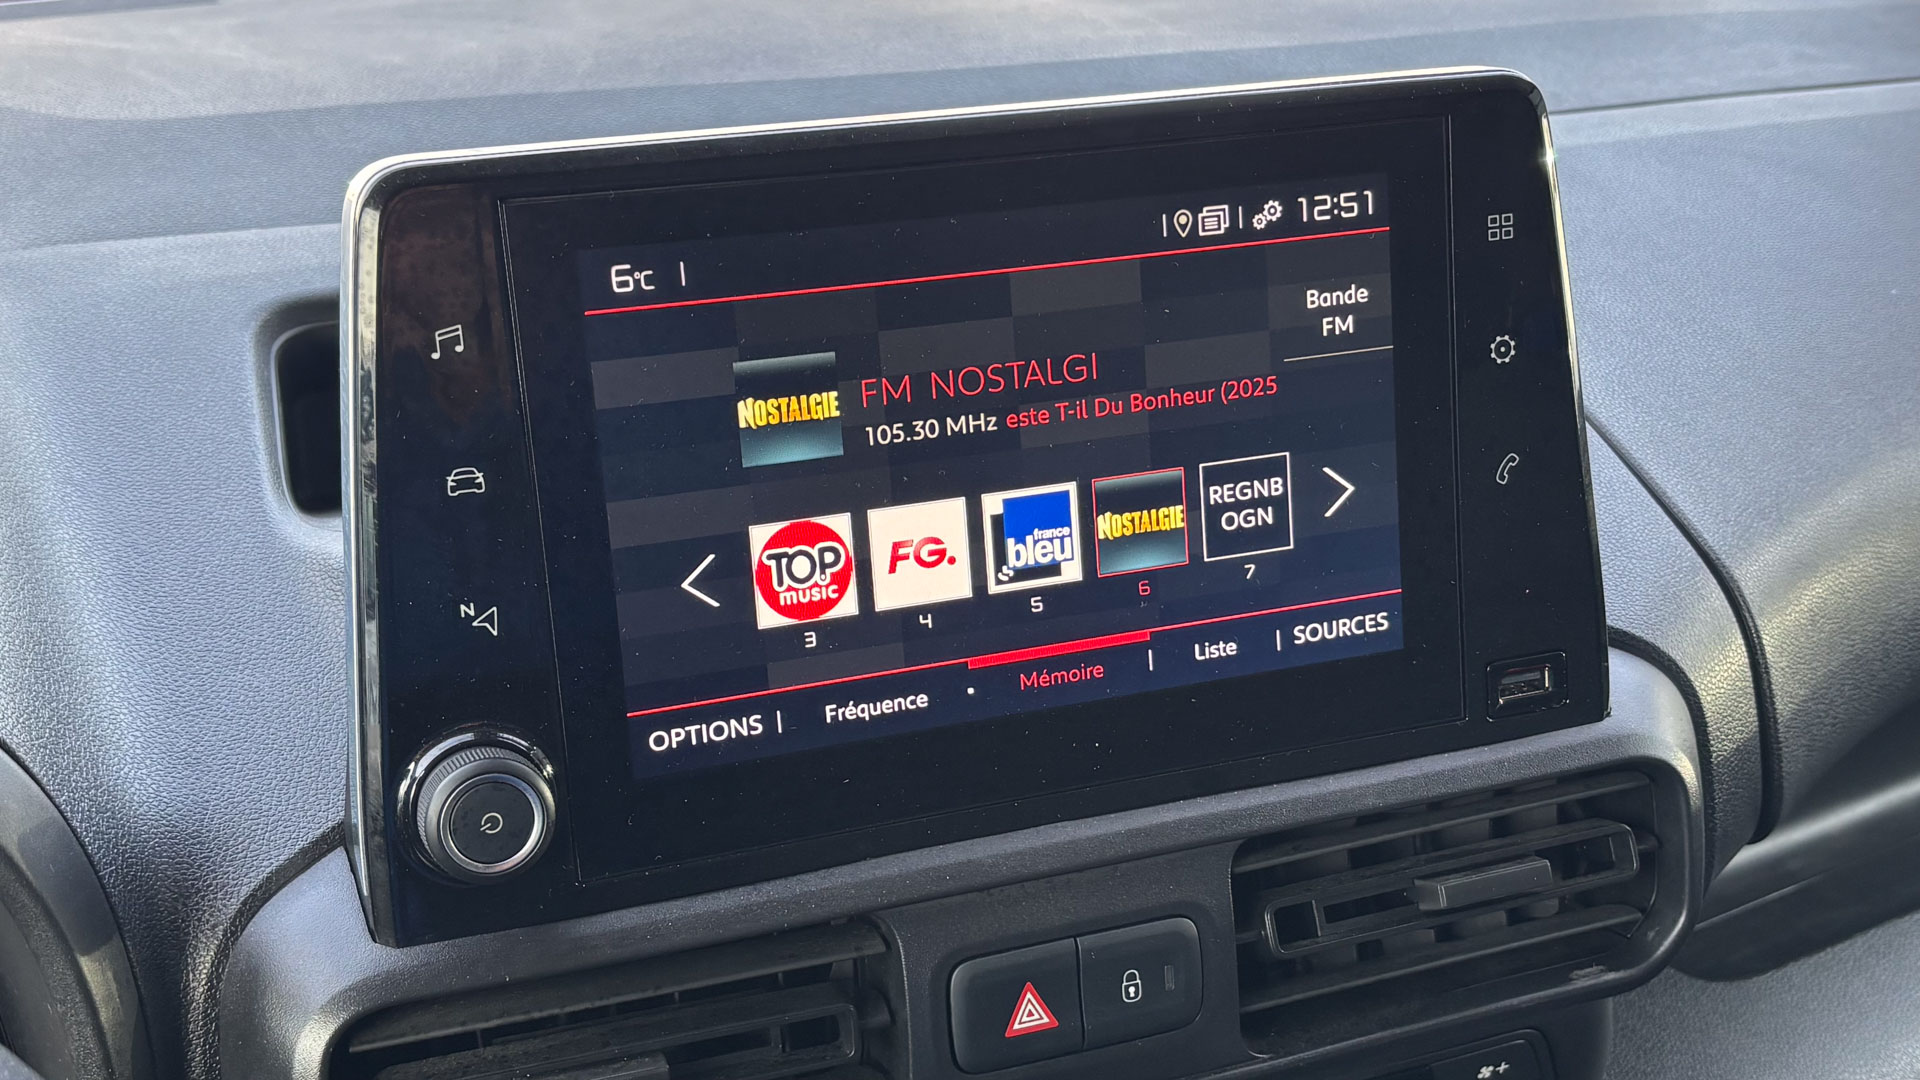 12:51
6°C
Bande
FM
FM NOSTALGI
NOSTALGIE
105.30 MHz este T-il Du Bonheur (2025
TOP
music
FG.
france
bleu
NOSTALGIE
REGNB
OGN
3
4
5
6
7
OPTIONS
Fréquence
Mémoire
Liste
SOURCES
N